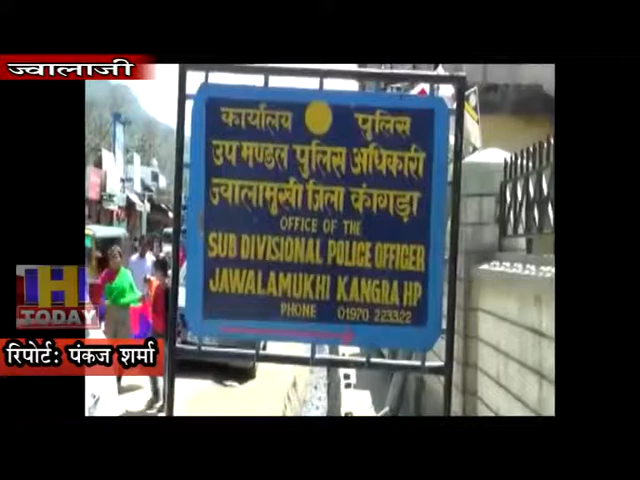 ज्वालाजी
कार्यालय पुलिस
उप मण्डल पुलिस अधिकारी
ज्वालामुखी जिला कांगड़ा
OFFICE OF THE
SUB DIVISIONAL POLICE OFFICER
JAWALAMUKHI KANGRA HP
PHONE 01970 223322
H
TODAY
रिपोर्ट: पंकज शर्मा